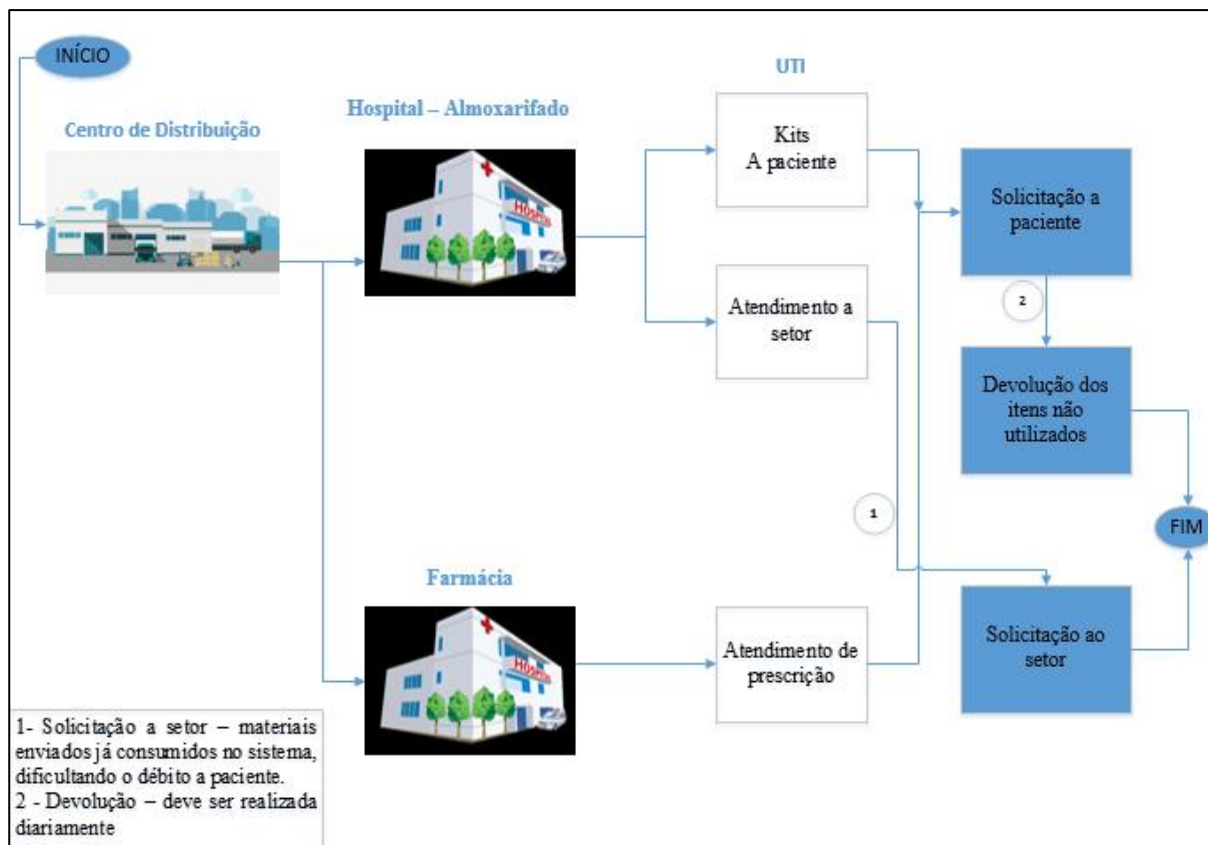 INÍCIO
Centro de Distribuição
Hospital – Almoxarifado
UTI
HOSPITAL
Kits
A paciente
Solicitação a
paciente
2
Atendimento a
setor
Devolução dos
itens não
utilizados
1
FIM
Farmácia
HOSPITAL
Atendimento de
prescrição
Solicitação ao
setor
1- Solicitação a setor – materiais
enviados já consumidos no sistema,
dificultando o débito a paciente.
2 - Devolução – deve ser realizada
diariamente